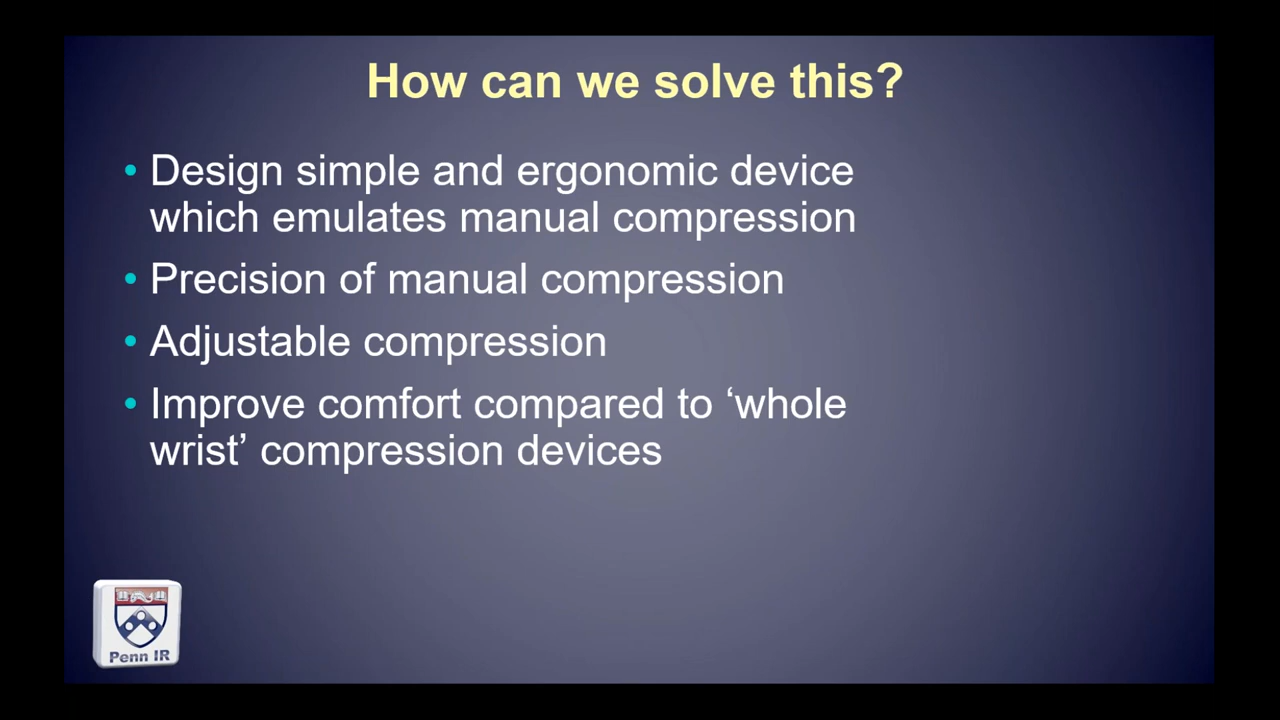 How can we solve this?
• Design simple and ergonomic device
which emulates manual compression
• Precision of manual compression
• Adjustable compression
• Improve comfort compared to ‘whole
wrist’ compression devices
Penn IR